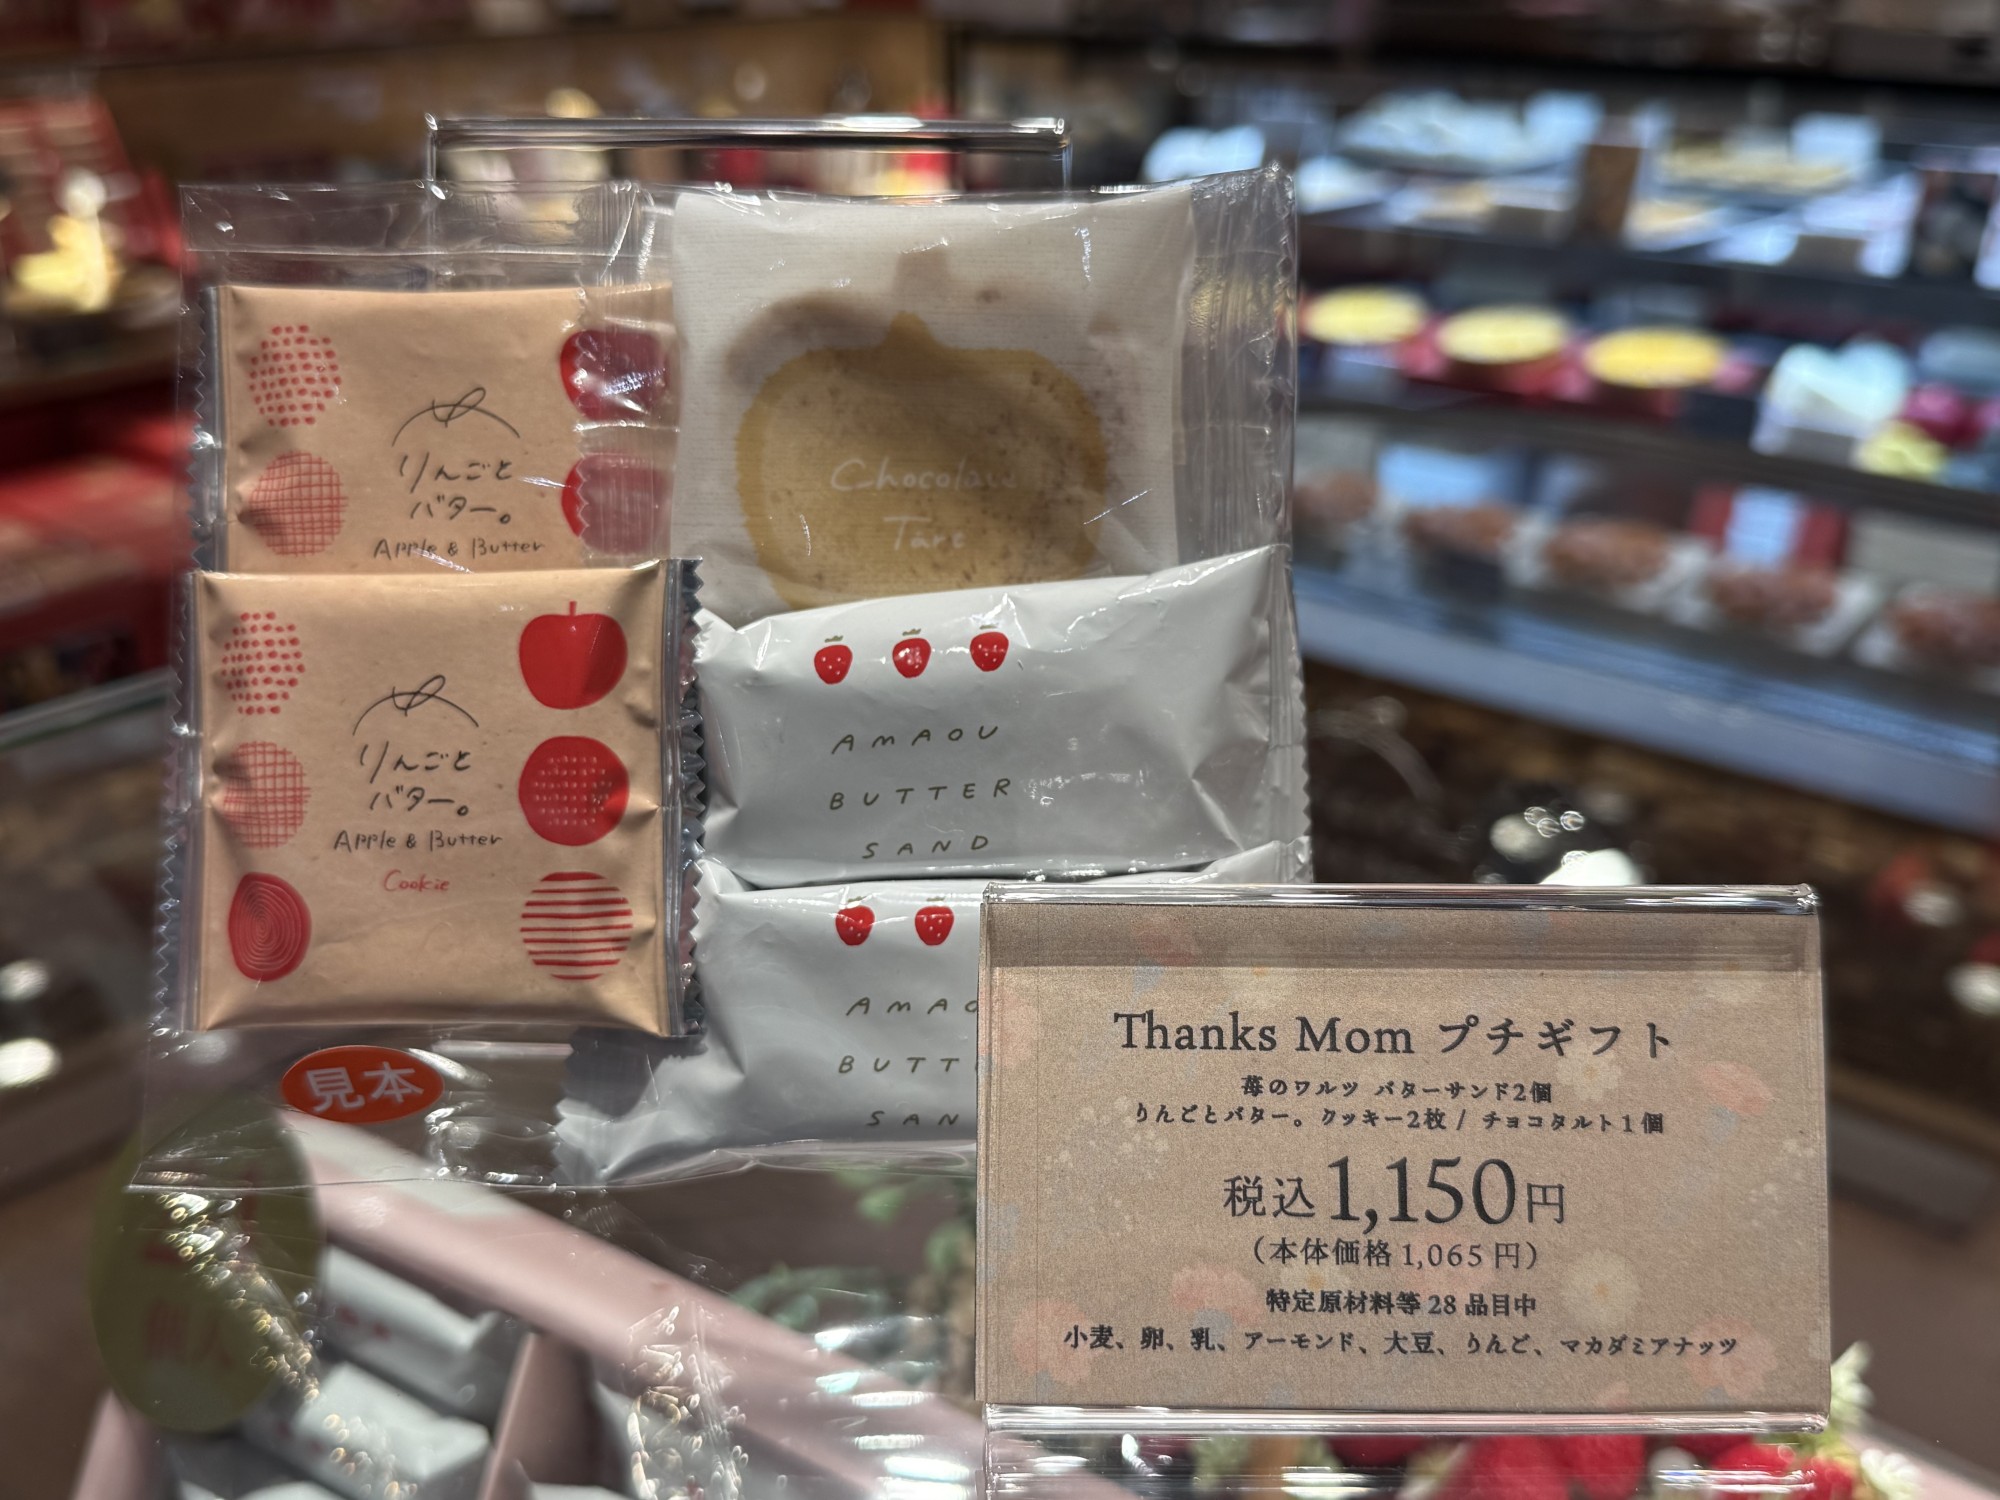 りんごと
バター。
Apple & Butter
りんごと
バター。
Apple & Butter
Cookie
見本
Chocolate
Tart
AMAOU
BUTTER
SAND
AMAO
BUTT
SAN
Thanks Mom プチギフト
苺のワルツ バターサンド2個
りんごとバター。クッキー2枚 / チョコタルト1個
税込1,150円
（本体価格1,065円）
特定原材料等28品目中
小麦、卵、乳、アーモンド、大豆、りんご、マカダミアナッツ